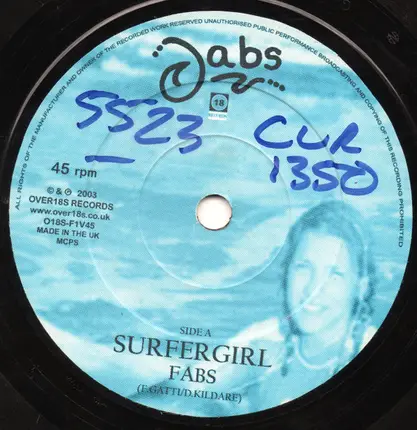 ALL RIGHTS OF THE MANUFACTURER AND OWNER OF THE RECORDED WORK RESERVED UNAUTHORISED PUBLIC PERFORMANCE BROADCASTING AND COPYING OF THIS RECORDING PROHIBITED
Jabs
18
5523 CUR
1350
45 rpm
© & ℗ 2003
OVER18S RECORDS
www.over18s.co.uk
O18S-F1V45
MADE IN THE UK
MCPS
SIDE A
SURFERGIRL
FABS
(F.GATTI/D.KILDARE)